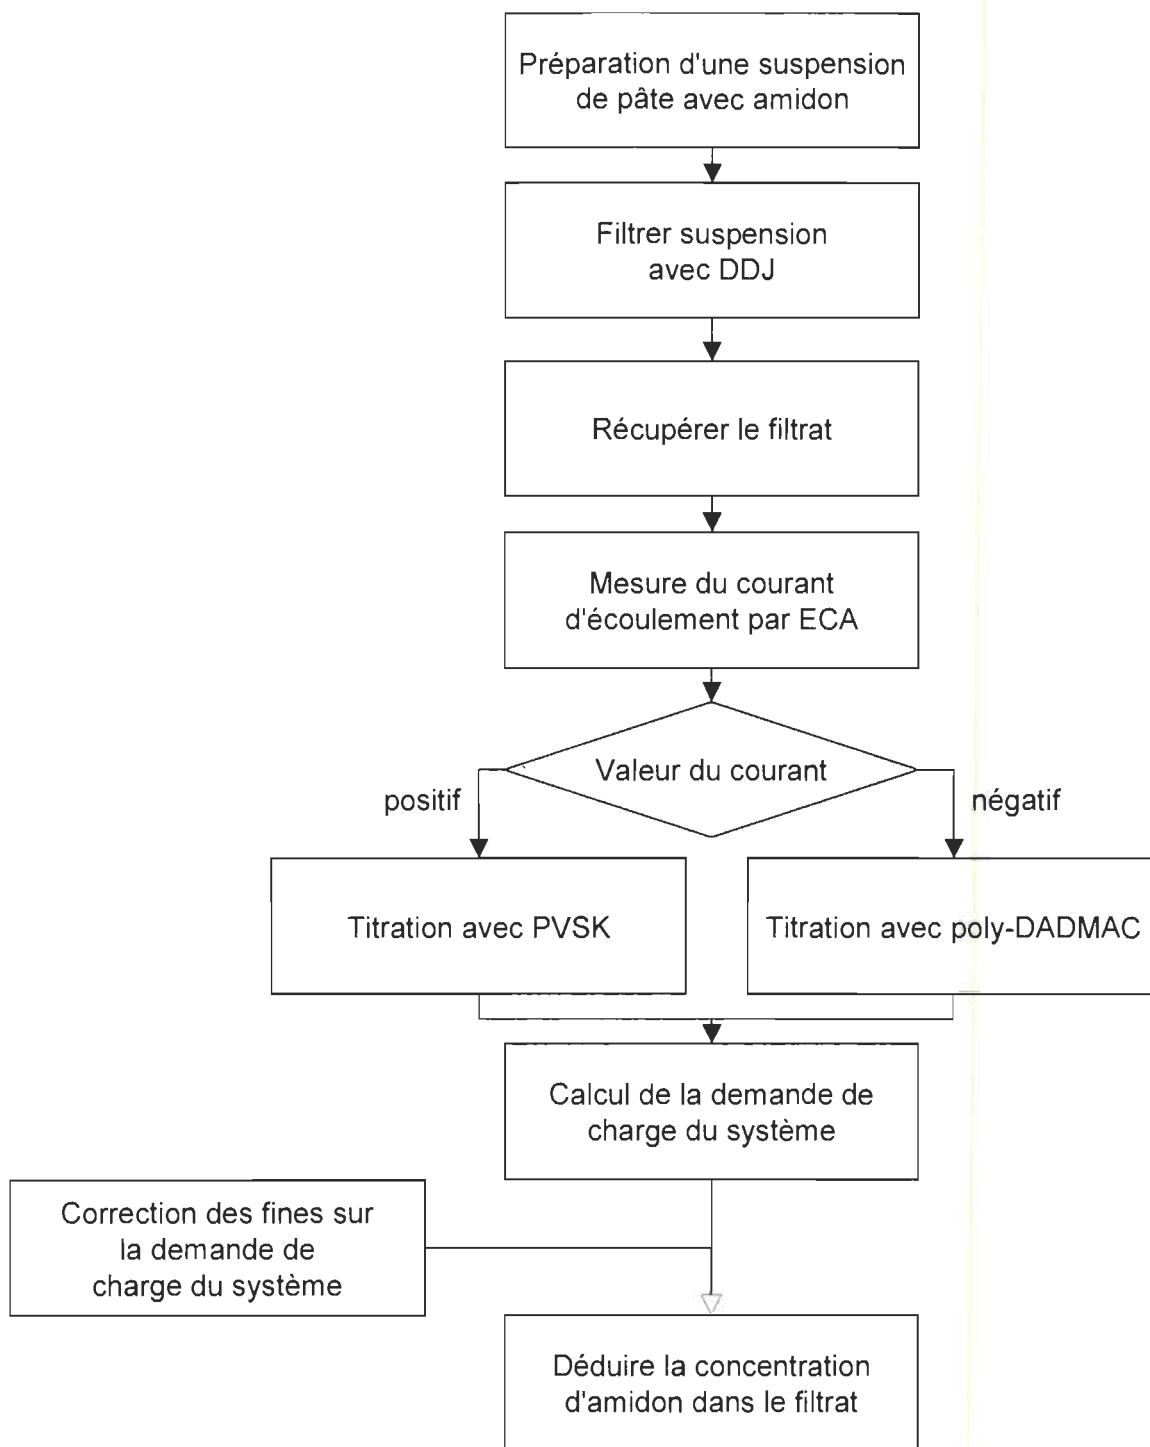 Préparation d'une suspension
de pâte avec amidon
Filtrer suspension
avec DDJ
Récupérer le filtrat
Mesure du courant
d'écoulement par ECA
Valeur du courant
positif
négatif
Titration avec PVSK
Titration avec poly-DADMAC
Calcul de la demande de
charge du système
Correction des fines sur
la demande de
charge du système
Déduire la concentration
d'amidon dans le filtrat